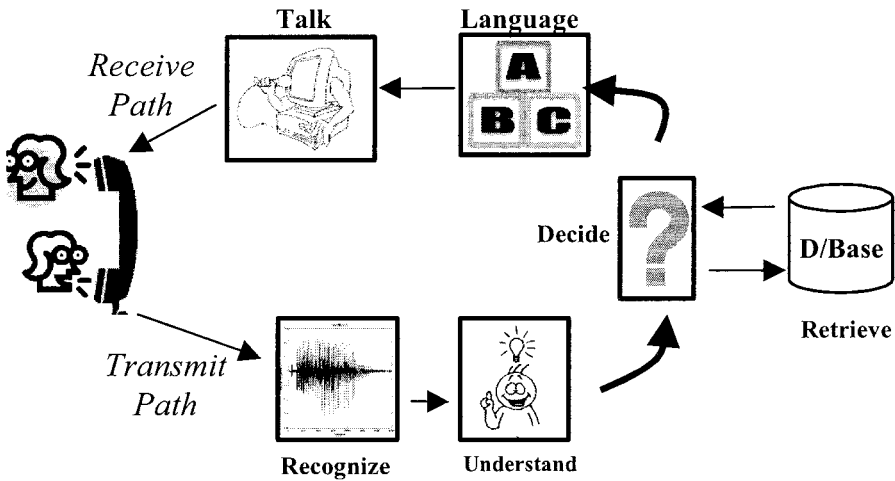 Talk
Language
Receive
Path
A
B C
Decide
?
D/Base
Retrieve
Transmit
Path
Recognize
Understand